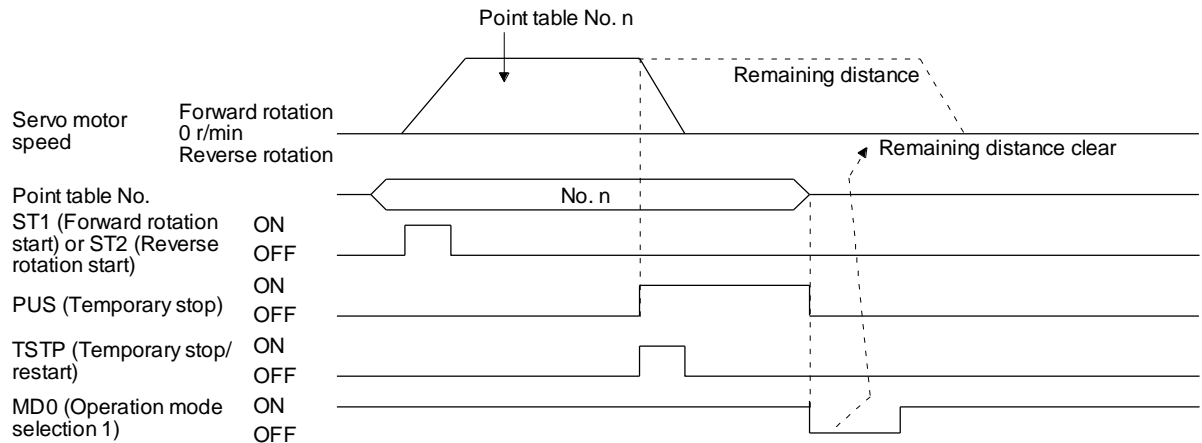 Point table No. n
Remaining distance
Servo motor
speed
Forward rotation
0 r/min
Reverse rotation
Remaining distance clear
Point table No.
No. n
ST1 (Forward rotation
start) or ST2 (Reverse
rotation start)
ON
OFF
PUS (Temporary stop)
ON
OFF
TSTP (Temporary stop/
restart)
ON
OFF
MD0 (Operation mode
selection 1)
ON
OFF